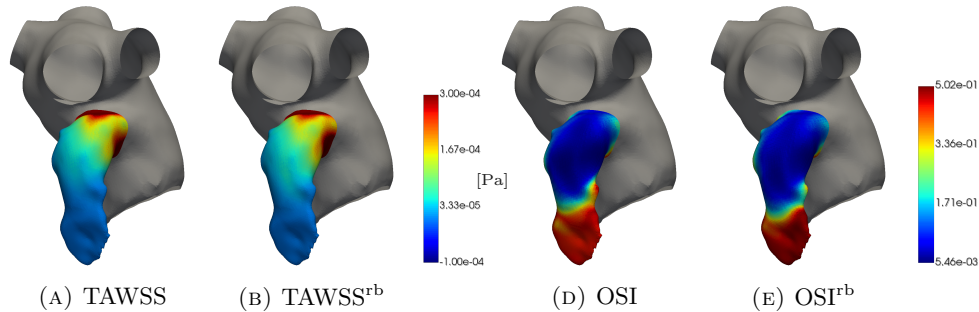 3.00e-04
1.67e-04
3.33e-05
-1.00e-04
[Pa]
5.02e-01
3.36e-01
1.71e-01
5.46e-03
(A) TAWSS
(B) TAWSS^rb
(D) OSI
(E) OSI^rb